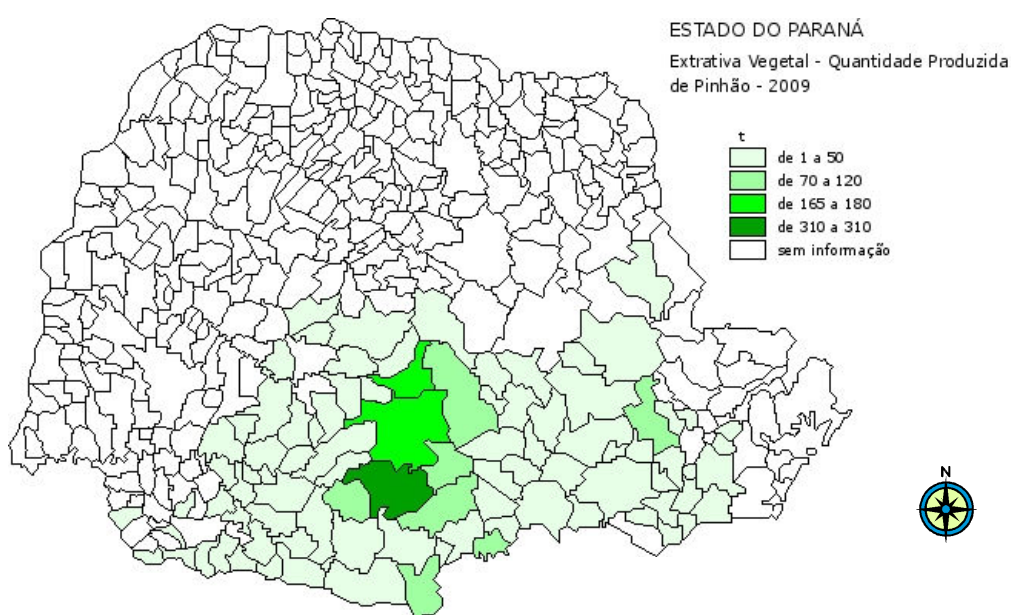 ESTADO DO PARANÁ
Extrativa Vegetal - Quantidade Produzida
de Pinhão - 2009
t
de 1 a 50
de 70 a 120
de 165 a 180
de 310 a 310
sem informação
N